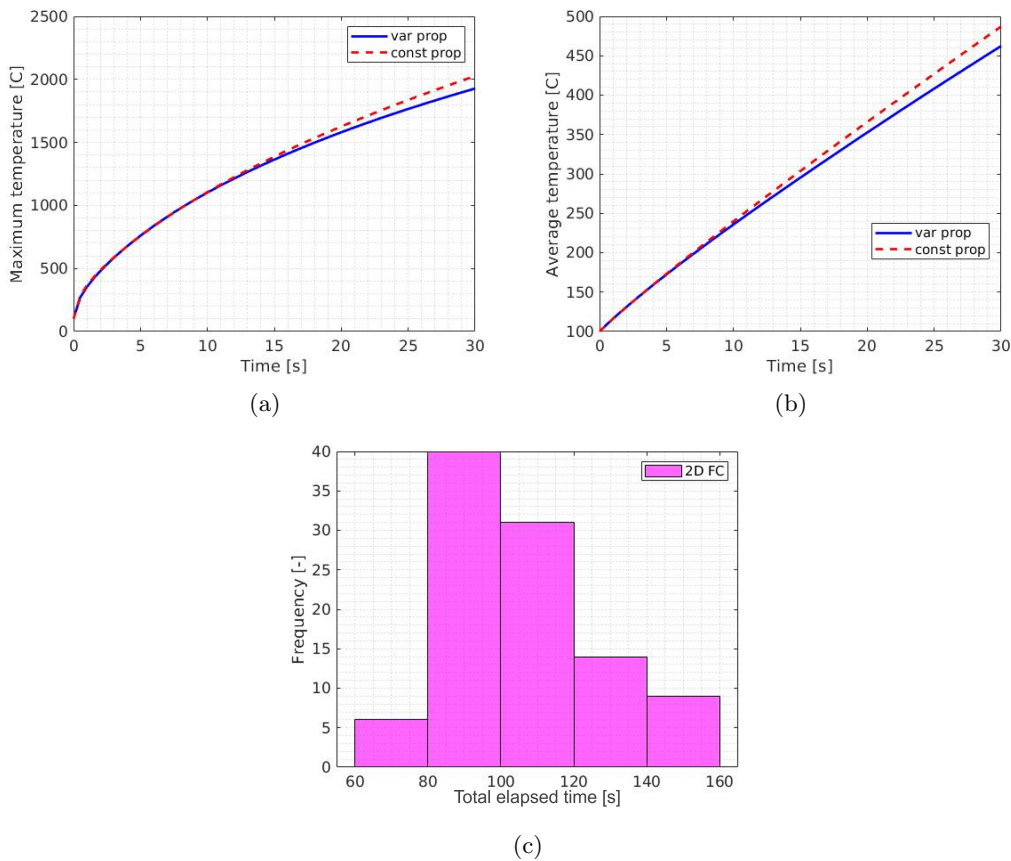 2500
2000
1500
1000
500
0
Maximum temperature [C]
var prop
const prop
0 5 10 15 20 25 30
Time [s]
(a)
500
450
400
350
300
250
200
150
100
Average temperature [C]
var prop
const prop
0 5 10 15 20 25 30
Time [s]
(b)
40
35
30
25
20
15
10
5
0
Frequency [-]
2D FC
60 80 100 120 140 160
Total elapsed time [s]
(c)